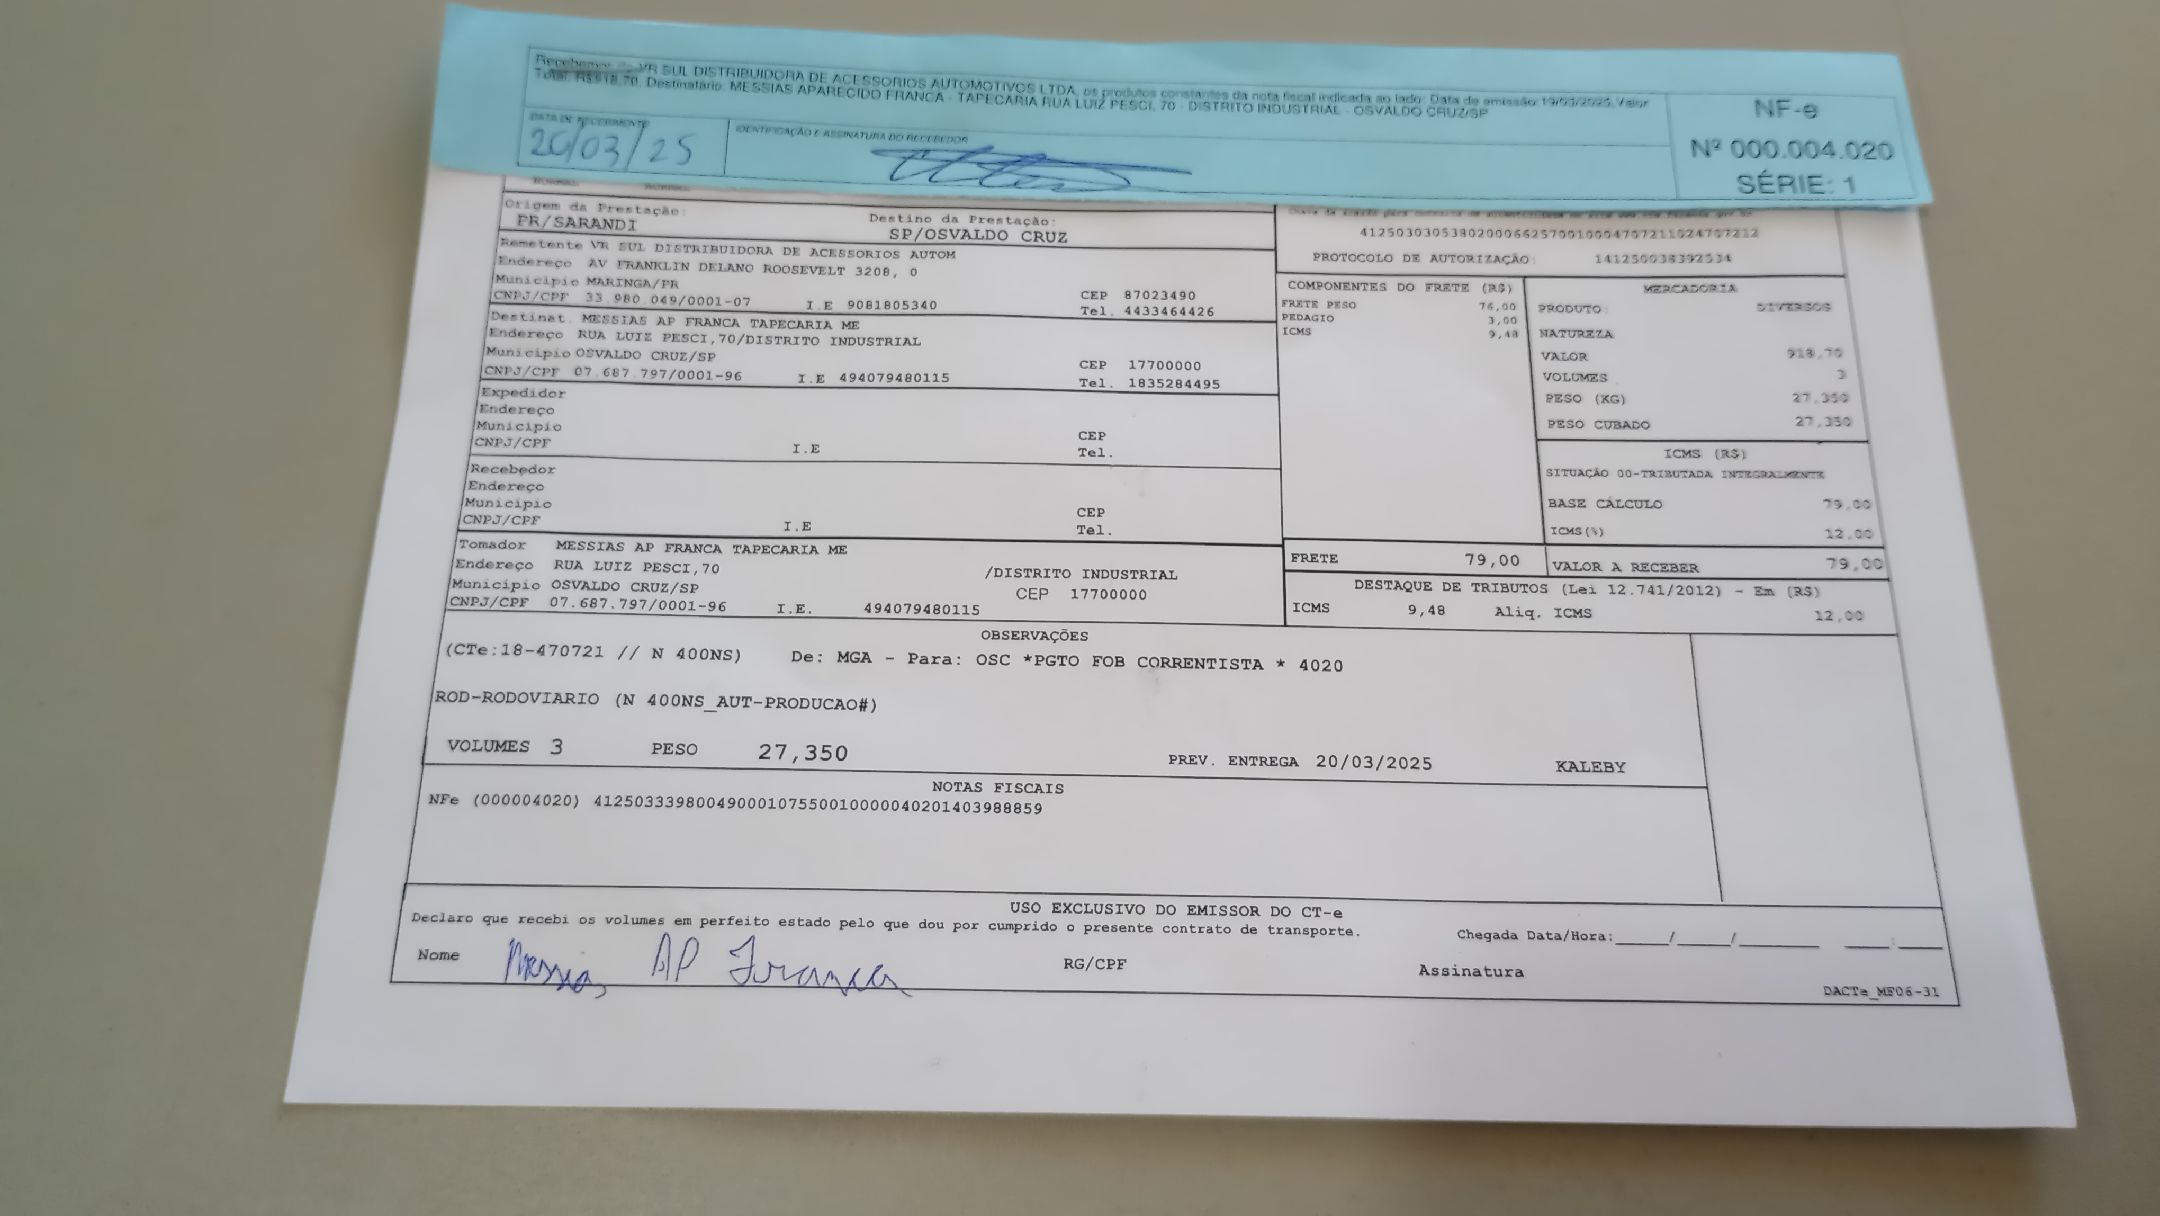 Recebemos de VR SUL DISTRIBUIDORA DE ACESSORIOS AUTOMOTIVOS LTDA, os produtos constantes da nota fiscal indicada ao lado. Data de emissão: 19/03/2025, Valor
Total: R$918,70, Destinatário: MESSIAS APARECIDO FRANCA - TAPECARIA RUA LUIZ PESCI, 70 - DISTRITO INDUSTRIAL - OSVALDO CRUZ/SP
DATA DE RECEBIMENTO
IDENTIFICAÇÃO E ASSINATURA DO RECEBEDOR
20/03/25
NF-e
Nº 000.004.020
SÉRIE: 1
Origem da Prestação:
PR/SARANDI
Destino da Prestação:
SP/OSVALDO CRUZ
Remetente VR SUL DISTRIBUIDORA DE ACESSORIOS AUTOM
Endereço AV FRANKLIN DELANO ROOSEVELT 3208, 0
Município MARINGA/PR CEP 87023490
CNPJ/CPF 33.980.049/0001-07 I.E 9081805340 Tel. 4433464426
Destinat. MESSIAS AP FRANCA TAPECARIA ME
Endereço RUA LUIZ PESCI,70/DISTRITO INDUSTRIAL
Município OSVALDO CRUZ/SP CEP 17700000
CNPJ/CPF 07.687.797/0001-96 I.E 494079480115 Tel. 1835284495
Expedidor
Endereço
Município CEP
CNPJ/CPF I.E Tel.
Recebedor
Endereço
Município CEP
CNPJ/CPF I.E Tel.
Tomador MESSIAS AP FRANCA TAPECARIA ME
Endereço RUA LUIZ PESCI,70 /DISTRITO INDUSTRIAL
Município OSVALDO CRUZ/SP CEP 17700000
CNPJ/CPF 07.687.797/0001-96 I.E. 494079480115
PROTOCOLO DE AUTORIZAÇÃO: 141250038392534
COMPONENTES DO FRETE (R$)
FRETE PESO 76,00
PEDAGIO 3,00
ICMS 9,48
MERCADORIA
PRODUTO: DIVERSOS
NATUREZA
VALOR 918,70
VOLUMES 3
PESO (KG) 27,350
PESO CUBADO 27,350
ICMS (R$)
SITUAÇÃO 00-TRIBUTADA INTEGRALMENTE
BASE CÁLCULO 79,00
ICMS(%) 12,00
FRETE 79,00 VALOR A RECEBER 79,00
DESTAQUE DE TRIBUTOS (Lei 12.741/2012) - Em (R$)
ICMS 9,48 Aliq. ICMS 12,00
OBSERVAÇÕES
(CTe:18-470721 // N 400NS) De: MGA - Para: OSC *PGTO FOB CORRENTISTA * 4020
ROD-RODOVIARIO (N 400NS_AUT-PRODUCAO#)
VOLUMES 3 PESO 27,350 PREV. ENTREGA 20/03/2025 KALEBY
NOTAS FISCAIS
NFe (000004020) 41250333980049000107550010000040201403988859
USO EXCLUSIVO DO EMISSOR DO CT-e
Declaro que recebi os volumes em perfeito estado pelo que dou por cumprido o presente contrato de transporte. Chegada Data/Hora:_____/_____/________ ____:____
Nome Messias AP Franca RG/CPF Assinatura
DACTe_MF06-31